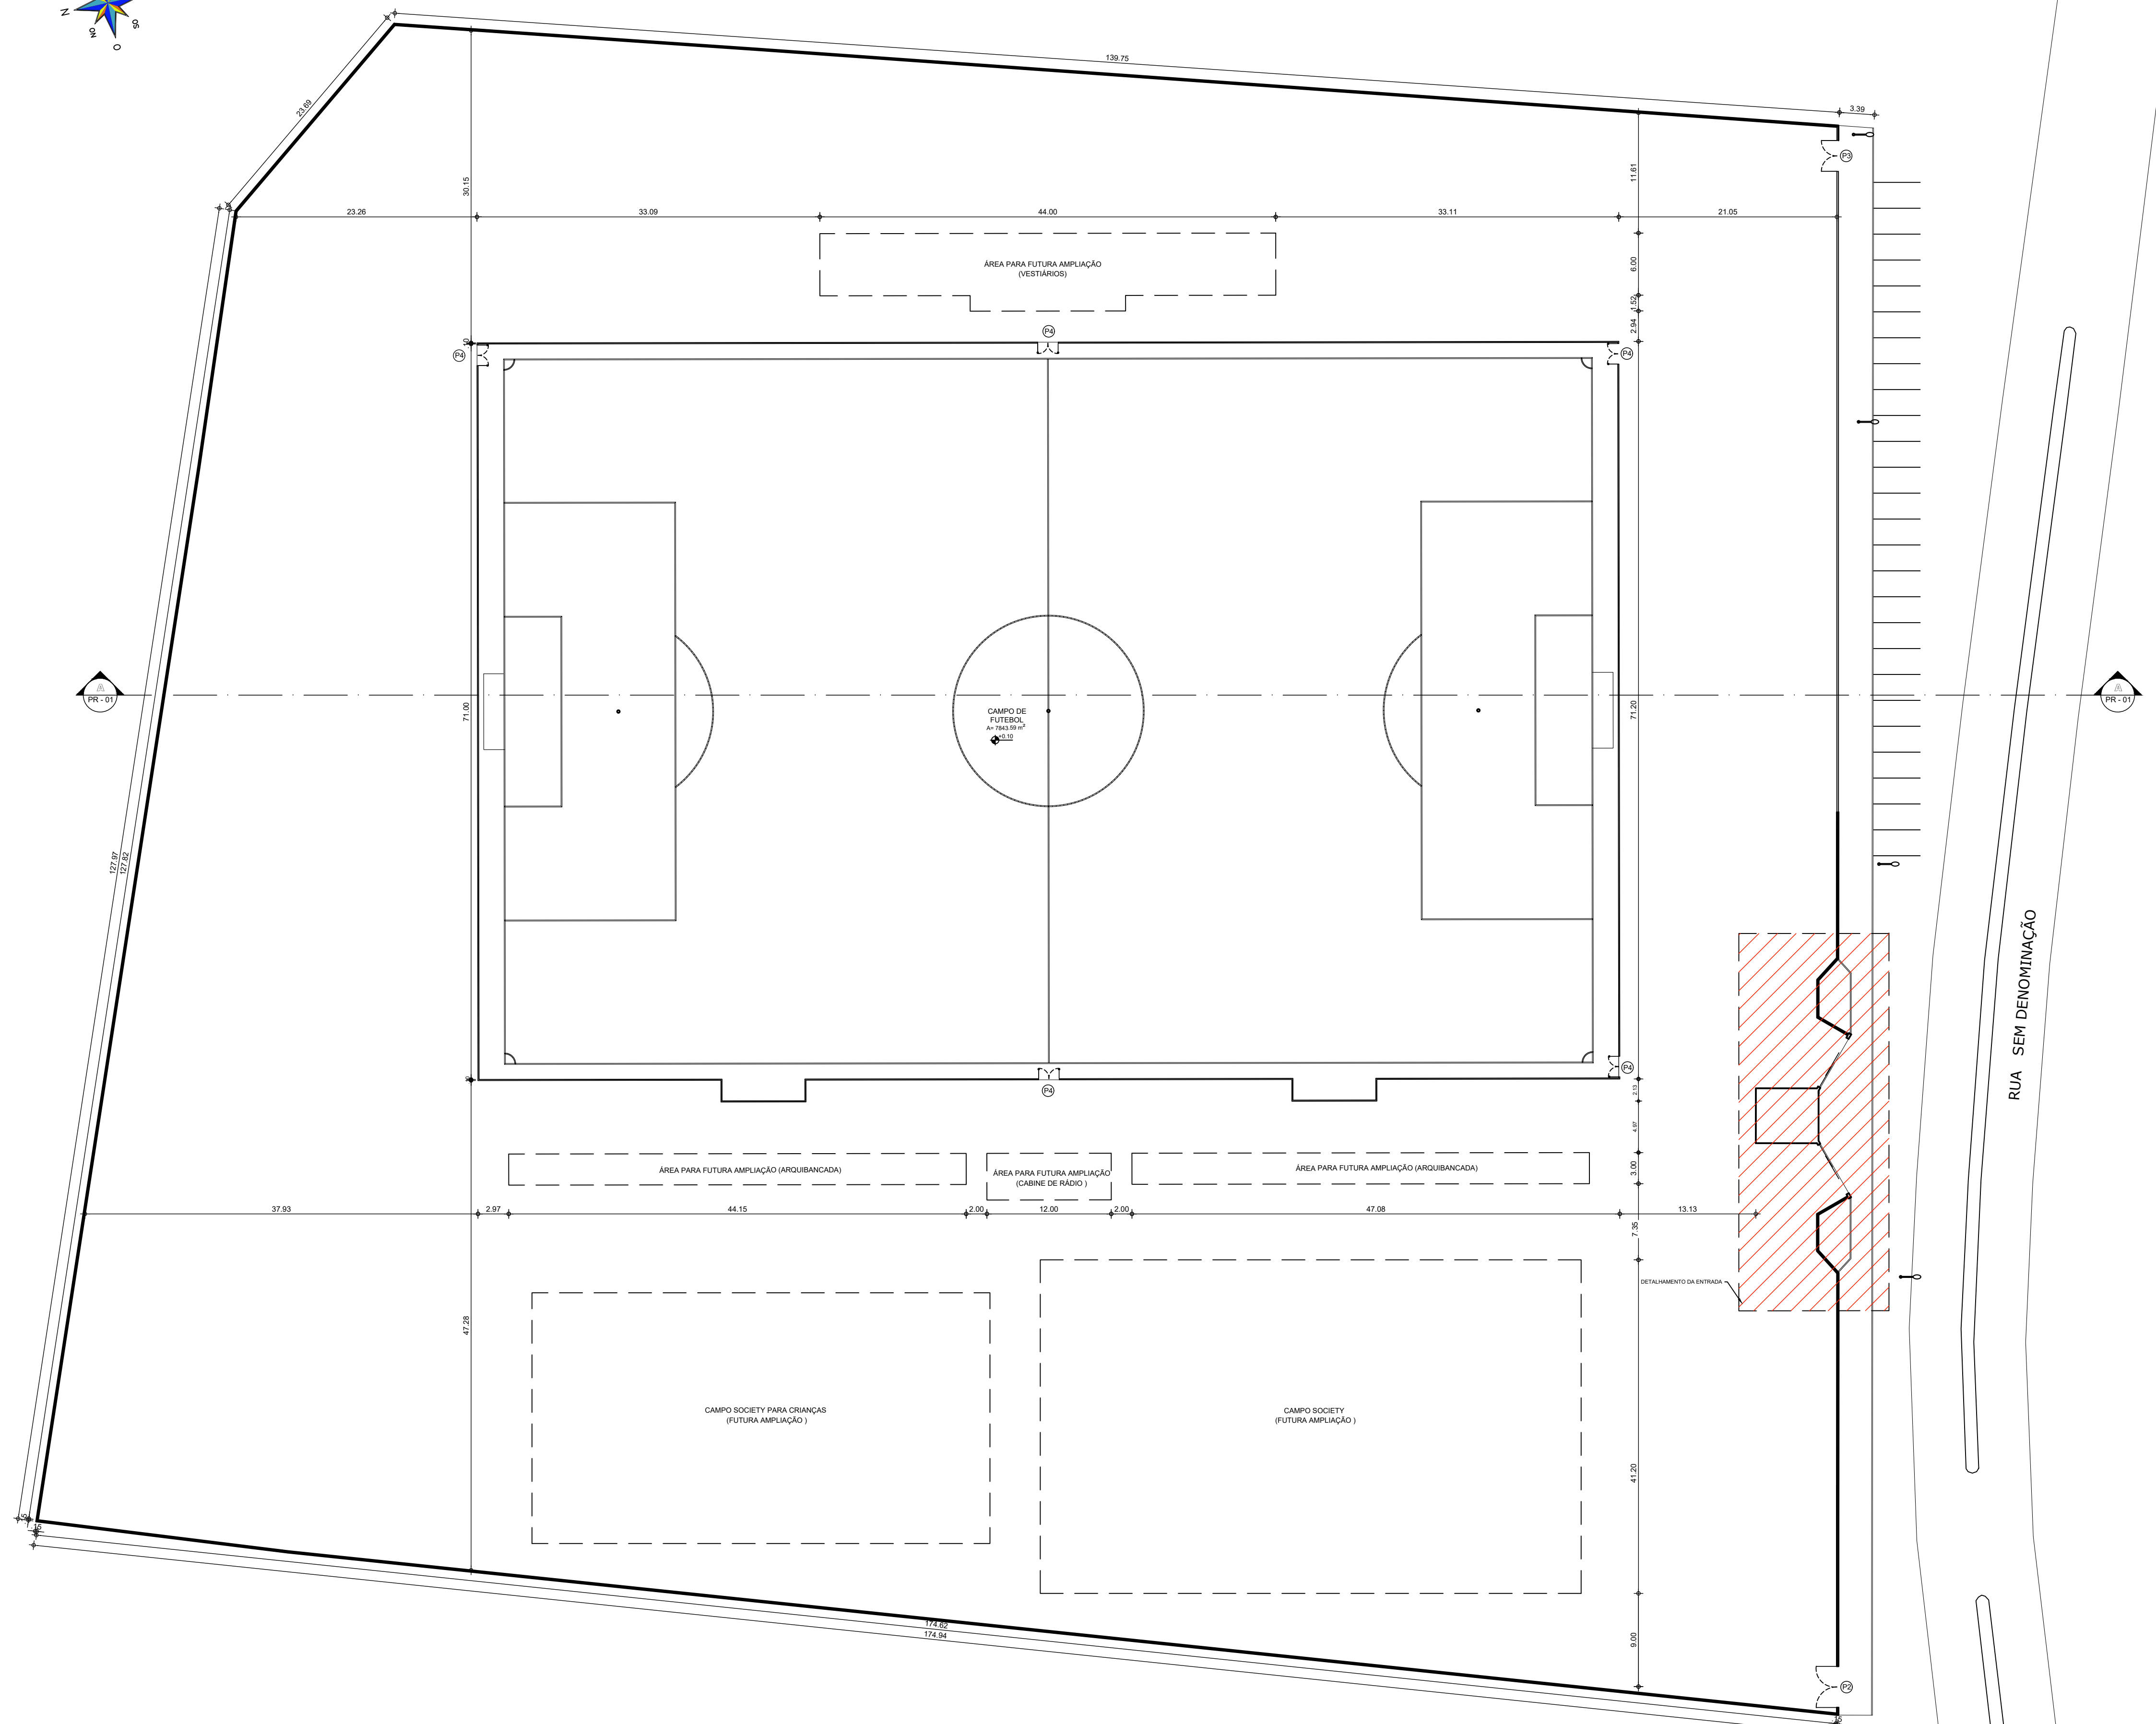 N
NO
O
SO
139.75
3.39
23.69
30.15
11.61
P3
23.26
33.09
44.00
33.11
21.05
ÁREA PARA FUTURA AMPLIAÇÃO
(VESTIÁRIOS)
6.00
1.52
2.94
P4
P4
P4
A
PR - 01
71.00
CAMPO DE
FUTEBOL
A= 7843.59 m²
+0.10
71.20
A
PR - 01
127.97
127.82
RUA SEM DENOMINAÇÃO
P4
P4
2.13
4.97
ÁREA PARA FUTURA AMPLIAÇÃO (ARQUIBANCADA)
ÁREA PARA FUTURA AMPLIAÇÃO
(CABINE DE RÁDIO )
ÁREA PARA FUTURA AMPLIAÇÃO (ARQUIBANCADA)
3.00
37.93
2.97
44.15
2.00
12.00
2.00
47.08
13.13
7.35
DETALHAMENTO DA ENTRADA
47.28
CAMPO SOCIETY PARA CRIANÇAS
(FUTURA AMPLIAÇÃO )
CAMPO SOCIETY
(FUTURA AMPLIAÇÃO )
41.20
.15
.15
174.62
174.94
9.00
P2
.15